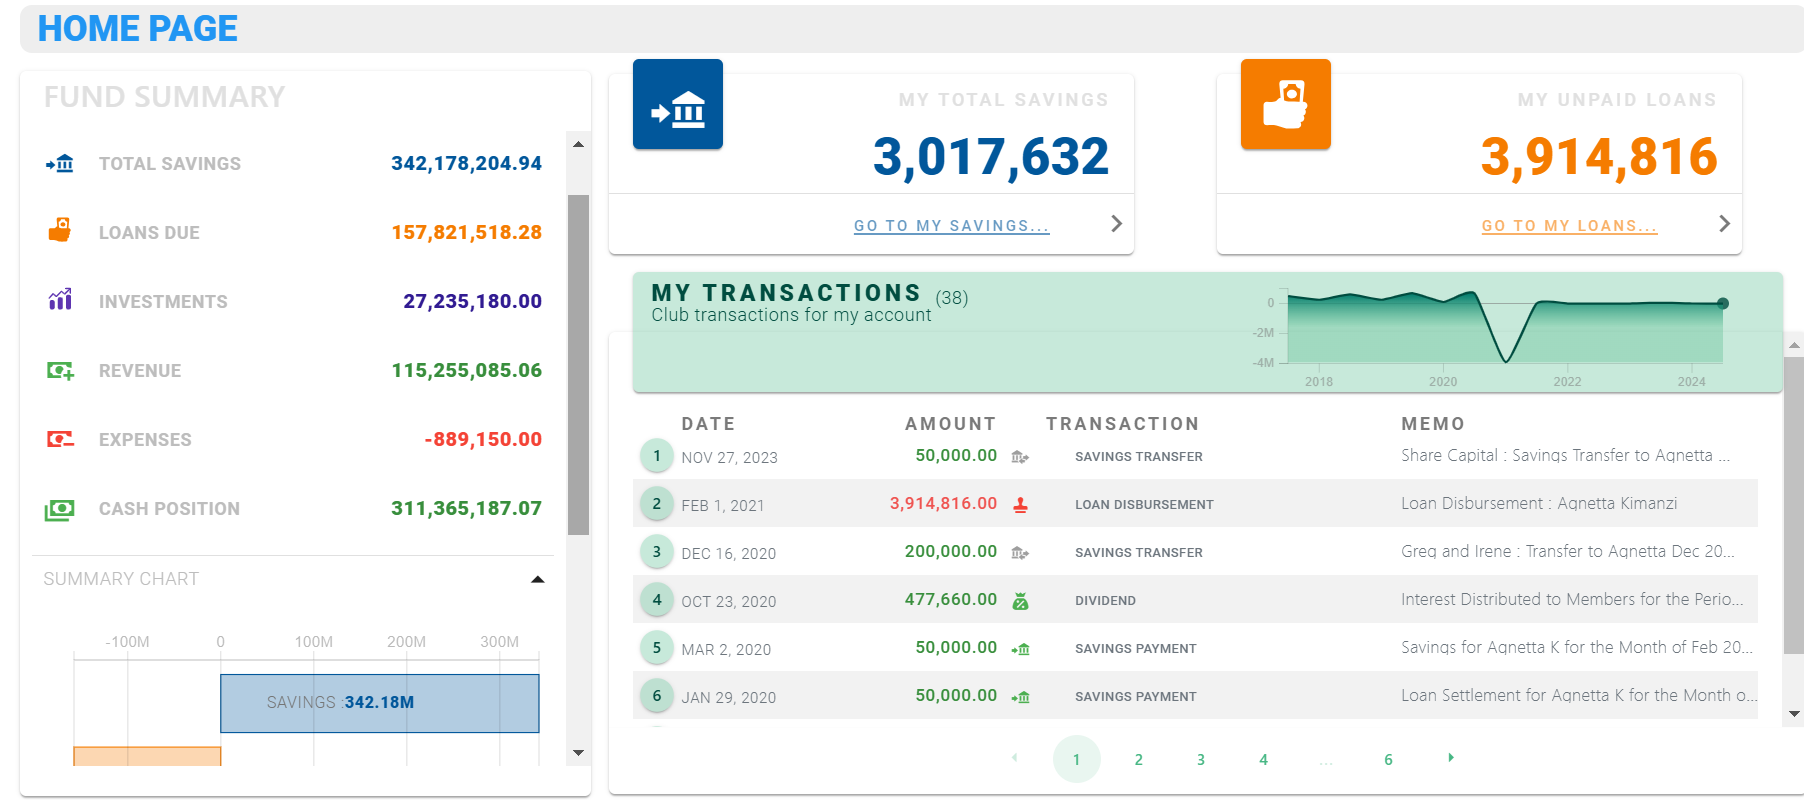 HOME PAGE
FUND SUMMARY
TOTAL SAVINGS 342,178,204.94
LOANS DUE 157,821,518.28
INVESTMENTS 27,235,180.00
REVENUE 115,255,085.06
EXPENSES -889,150.00
CASH POSITION 311,365,187.07
SUMMARY CHART
-100M 0 100M 200M 300M
SAVINGS :342.18M
MY TOTAL SAVINGS
3,017,632
GO TO MY SAVINGS...
MY UNPAID LOANS
3,914,816
GO TO MY LOANS...
MY TRANSACTIONS (38)
Club transactions for my account
0
-2M
-4M
2018 2020 2022 2024
DATE AMOUNT TRANSACTION MEMO
1 NOV 27, 2023 50,000.00 SAVINGS TRANSFER Share Capital : Savings Transfer to Agnetta ...
2 FEB 1, 2021 3,914,816.00 LOAN DISBURSEMENT Loan Disbursement : Agnetta Kimanzi
3 DEC 16, 2020 200,000.00 SAVINGS TRANSFER Greg and Irene : Transfer to Agnetta Dec 20...
4 OCT 23, 2020 477,660.00 DIVIDEND Interest Distributed to Members for the Perio...
5 MAR 2, 2020 50,000.00 SAVINGS PAYMENT Savings for Agnetta K for the Month of Feb 20...
6 JAN 29, 2020 50,000.00 SAVINGS PAYMENT Loan Settlement for Agnetta K for the Month o...
1 2 3 4 ... 6